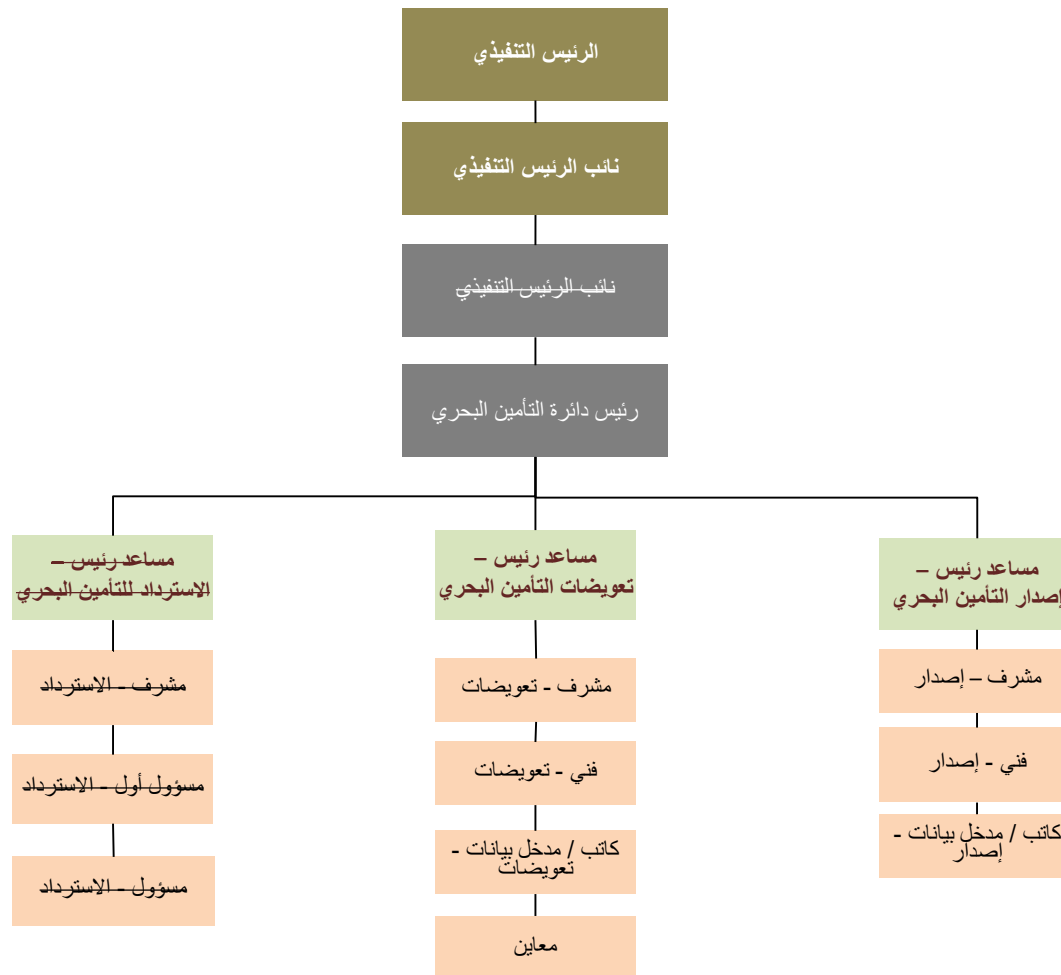 الرئيس التنفيذي
نائب الرئيس التنفيذي
نائب الرئيس التنفيذي
رئيس دائرة التأمين البحري
مساعد رئيس –
إصدار التأمين البحري
مشرف – إصدار
فني - إصدار
كاتب / مدخل بيانات -
إصدار
مساعد رئيس –
تعويضات التأمين البحري
مشرف - تعويضات
فني - تعويضات
كاتب / مدخل بيانات -
تعويضات
معاين
مساعد رئيس –
الاسترداد للتأمين البحري
مشرف - الاسترداد
مسؤول أول - الاسترداد
مسؤول - الاسترداد